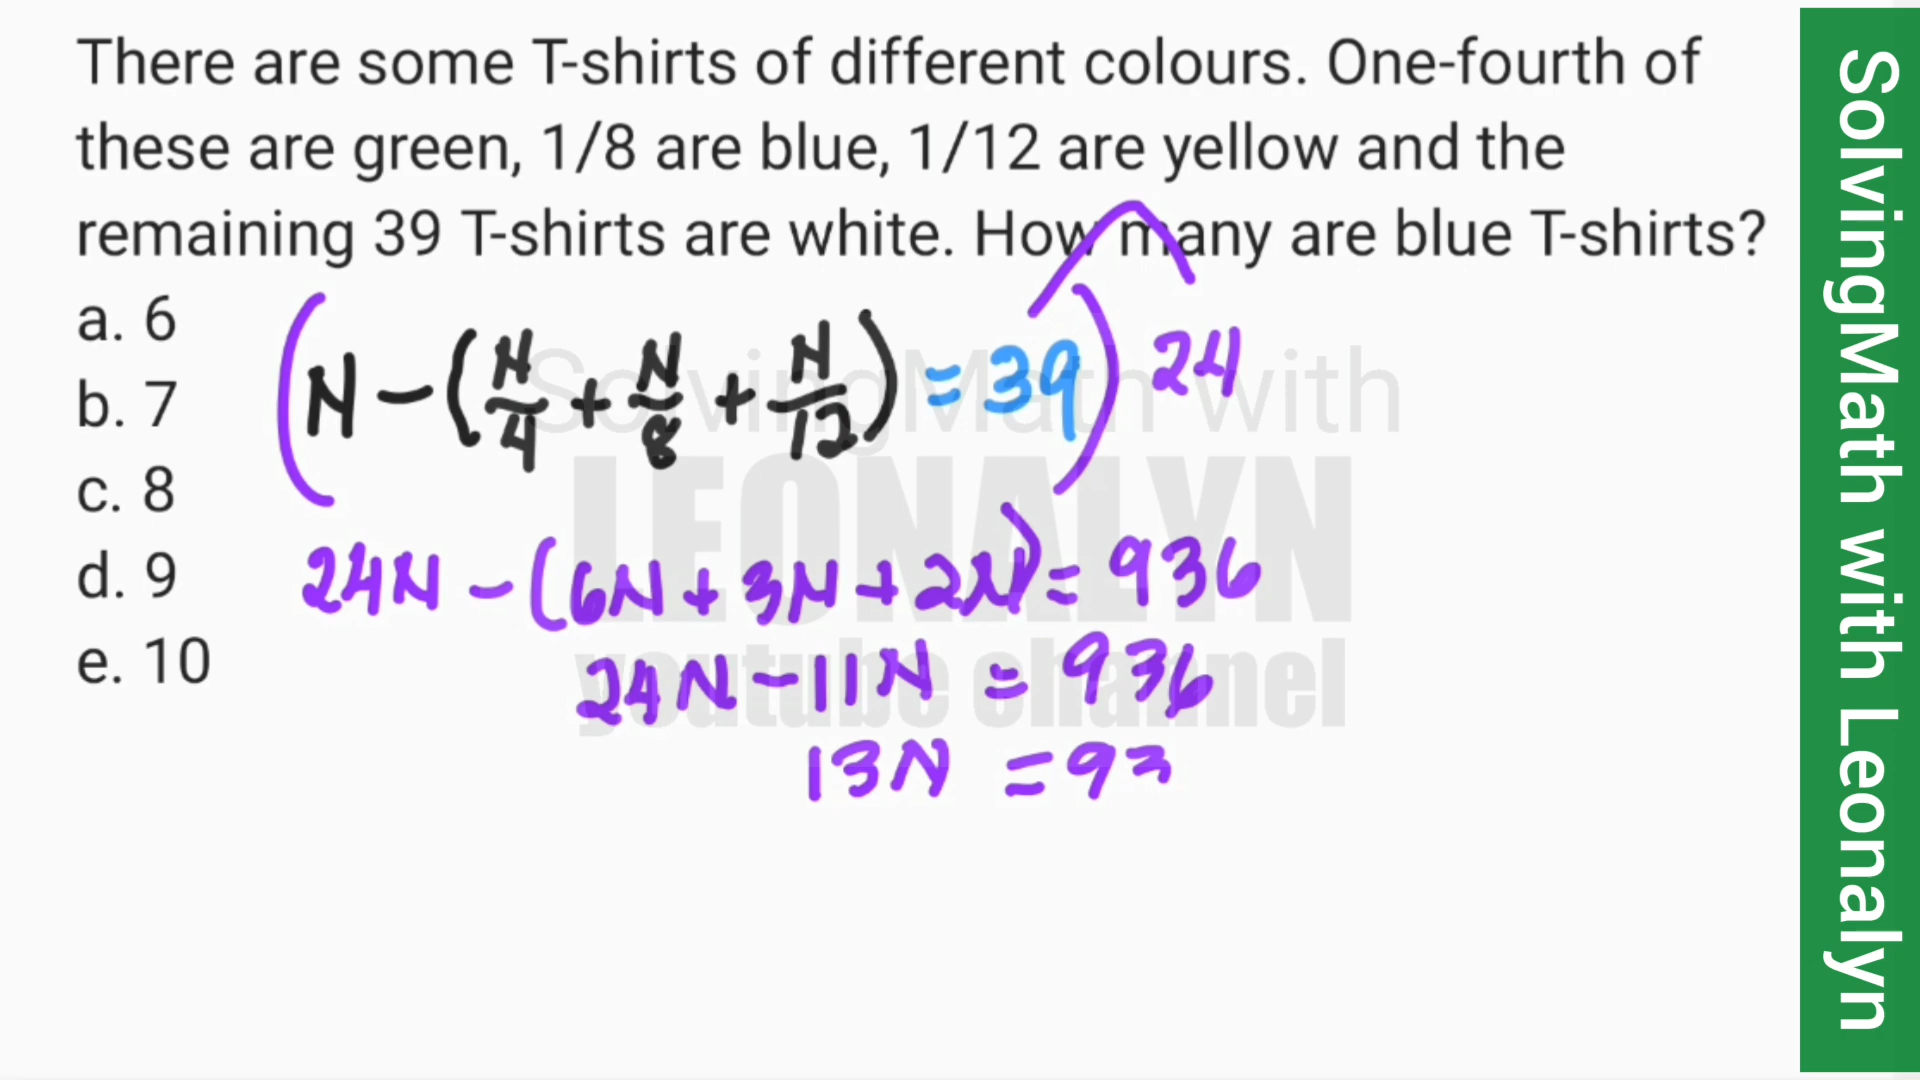 There are some T-shirts of different colours. One-fourth of
these are green, 1/8 are blue, 1/12 are yellow and the
remaining 39 T-shirts are white. How many are blue T-shirts?
a. 6
b. 7
c. 8
d. 9
e. 10
(N - (N/4 + N/8 + N/12) = 39) 24
24N - (6N + 3N + 2N) = 936
24N - 11N = 936
13N = 93
SolvingMath with
LEONALYN
youtube channel
SolvingMath with Leonalyn